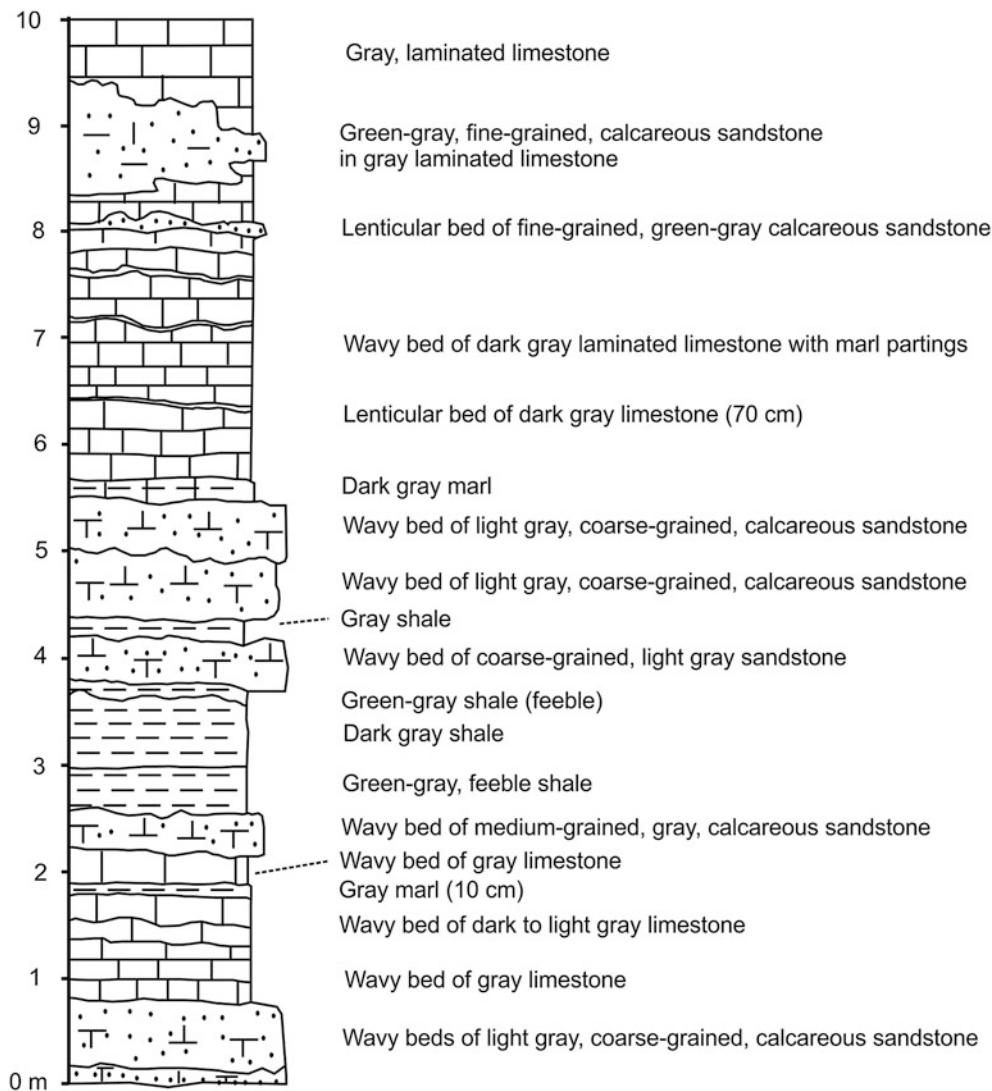 10
Gray, laminated limestone
9
Green-gray, fine-grained, calcareous sandstone
in gray laminated limestone
8
Lenticular bed of fine-grained, green-gray calcareous sandstone
7
Wavy bed of dark gray laminated limestone with marl partings
Lenticular bed of dark gray limestone (70 cm)
6
Dark gray marl
Wavy bed of light gray, coarse-grained, calcareous sandstone
5
Wavy bed of light gray, coarse-grained, calcareous sandstone
Gray shale
4
Wavy bed of coarse-grained, light gray sandstone
Green-gray shale (feeble)
Dark gray shale
3
Green-gray, feeble shale
Wavy bed of medium-grained, gray, calcareous sandstone
2
Wavy bed of gray limestone
Gray marl (10 cm)
Wavy bed of dark to light gray limestone
1
Wavy bed of gray limestone
Wavy beds of light gray, coarse-grained, calcareous sandstone
0 m